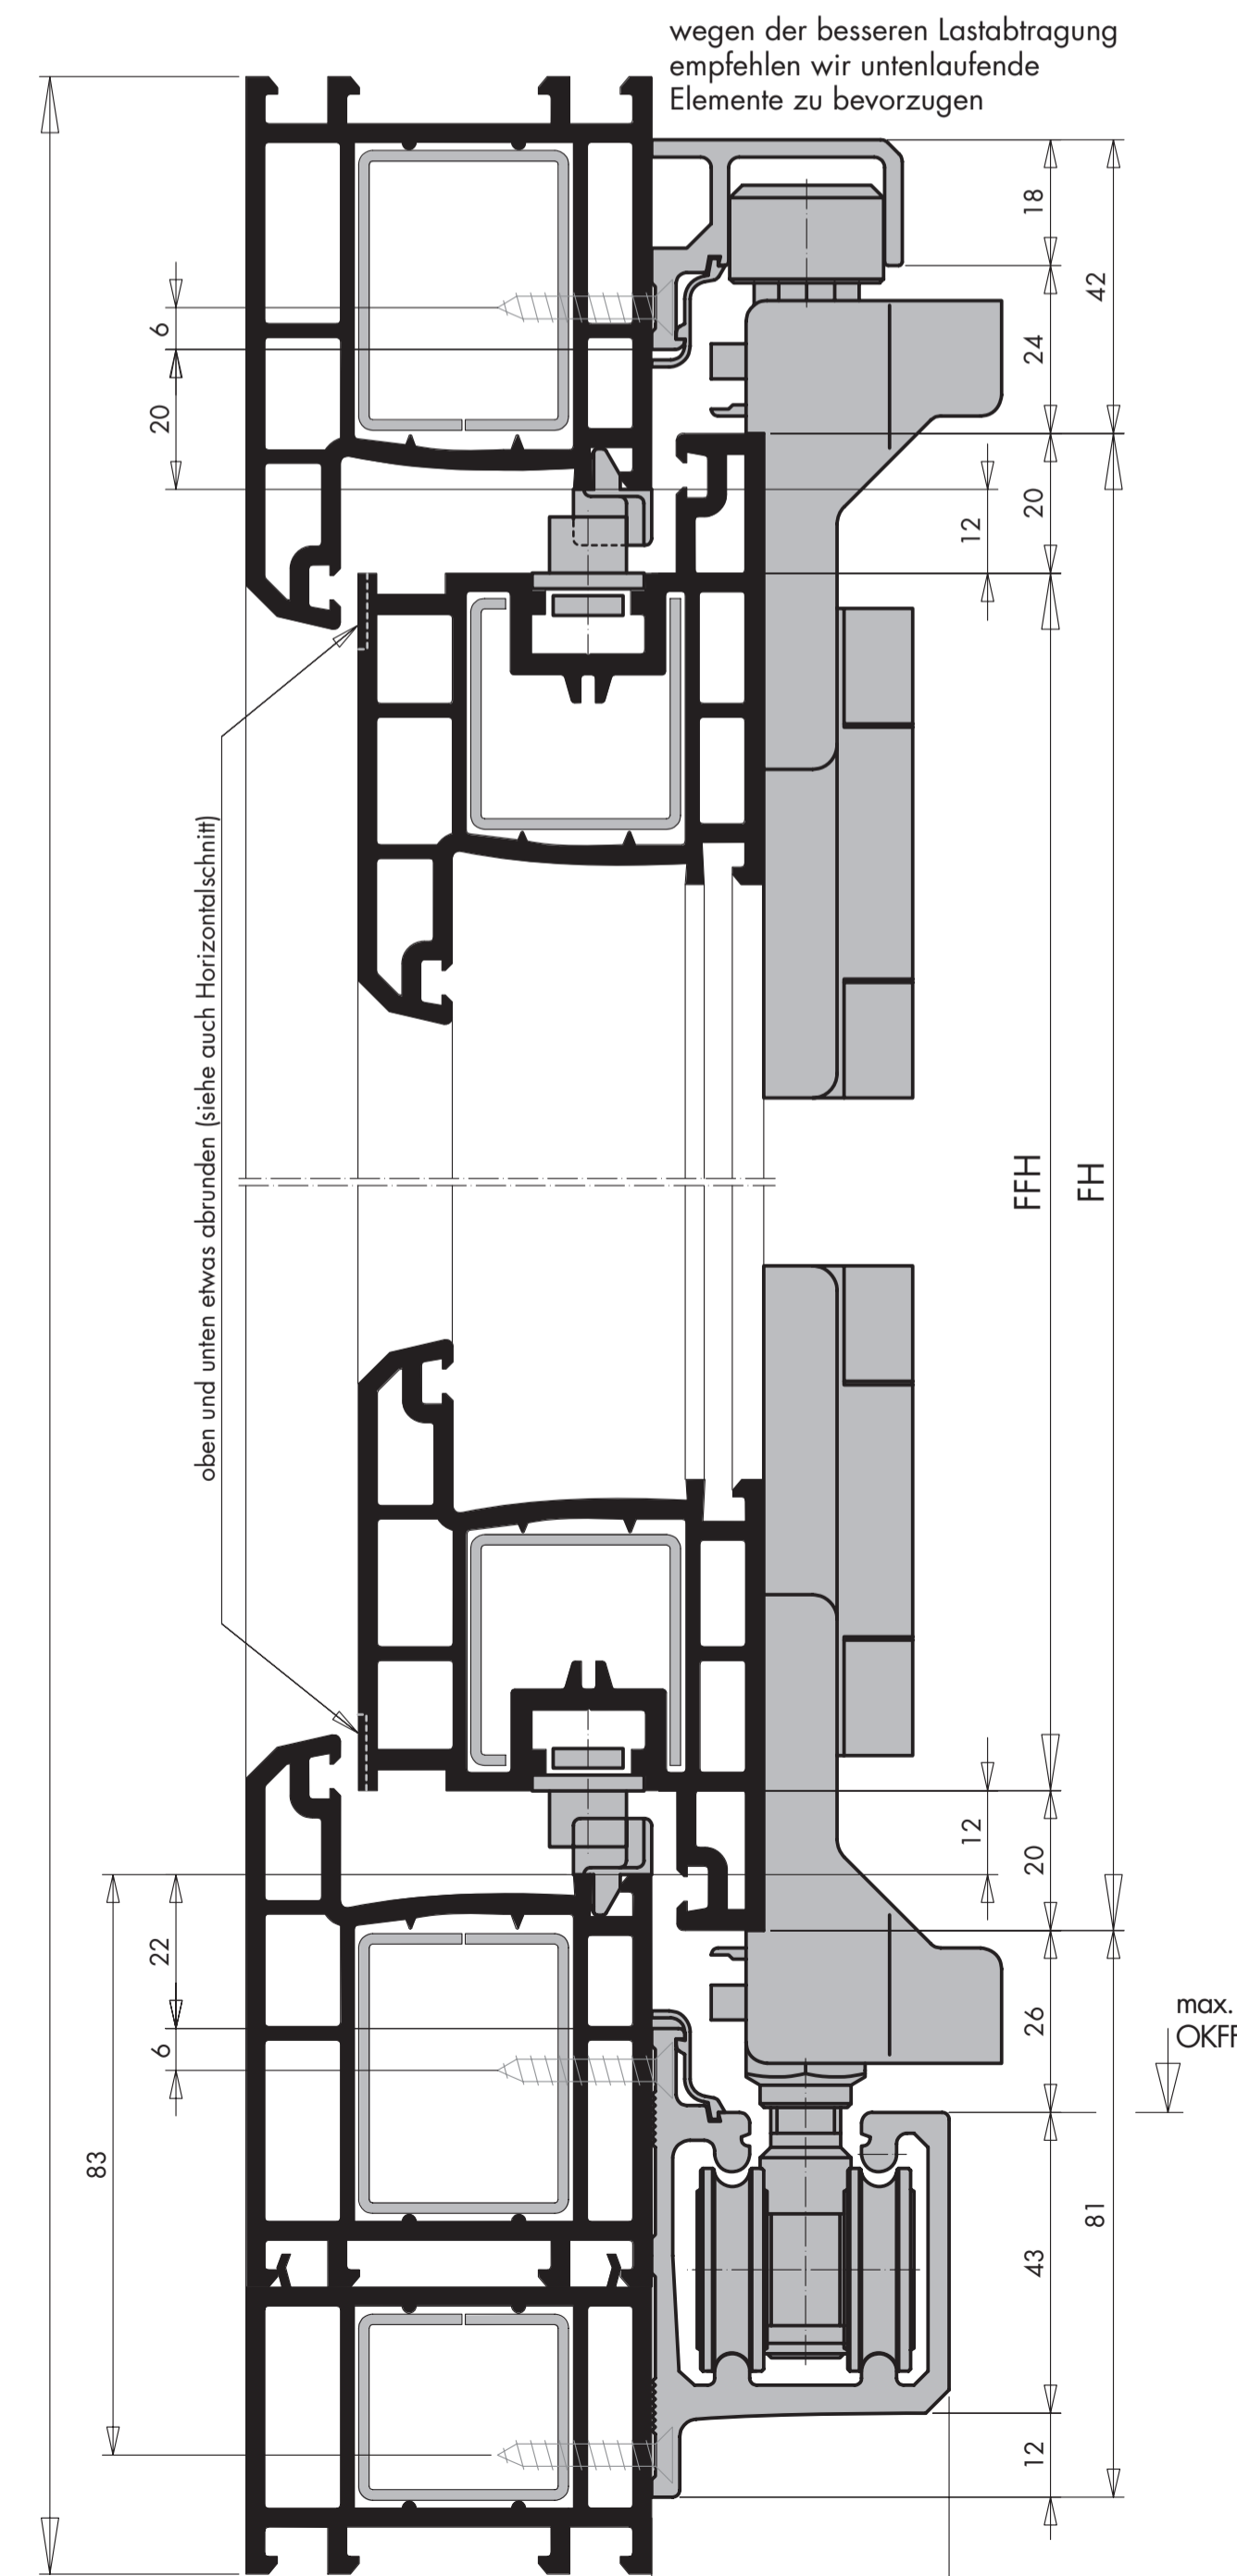 wegen der besseren Lastabtragung
empfehlen wir untenlaufende
Elemente zu bevorzugen
18
42
6
24
20
20
12
oben und unten etwas abrunden (siehe auch Horizontalschnitt)
FFH
FH
12
20
22
26
max.
OKFF
6
83
81
43
12